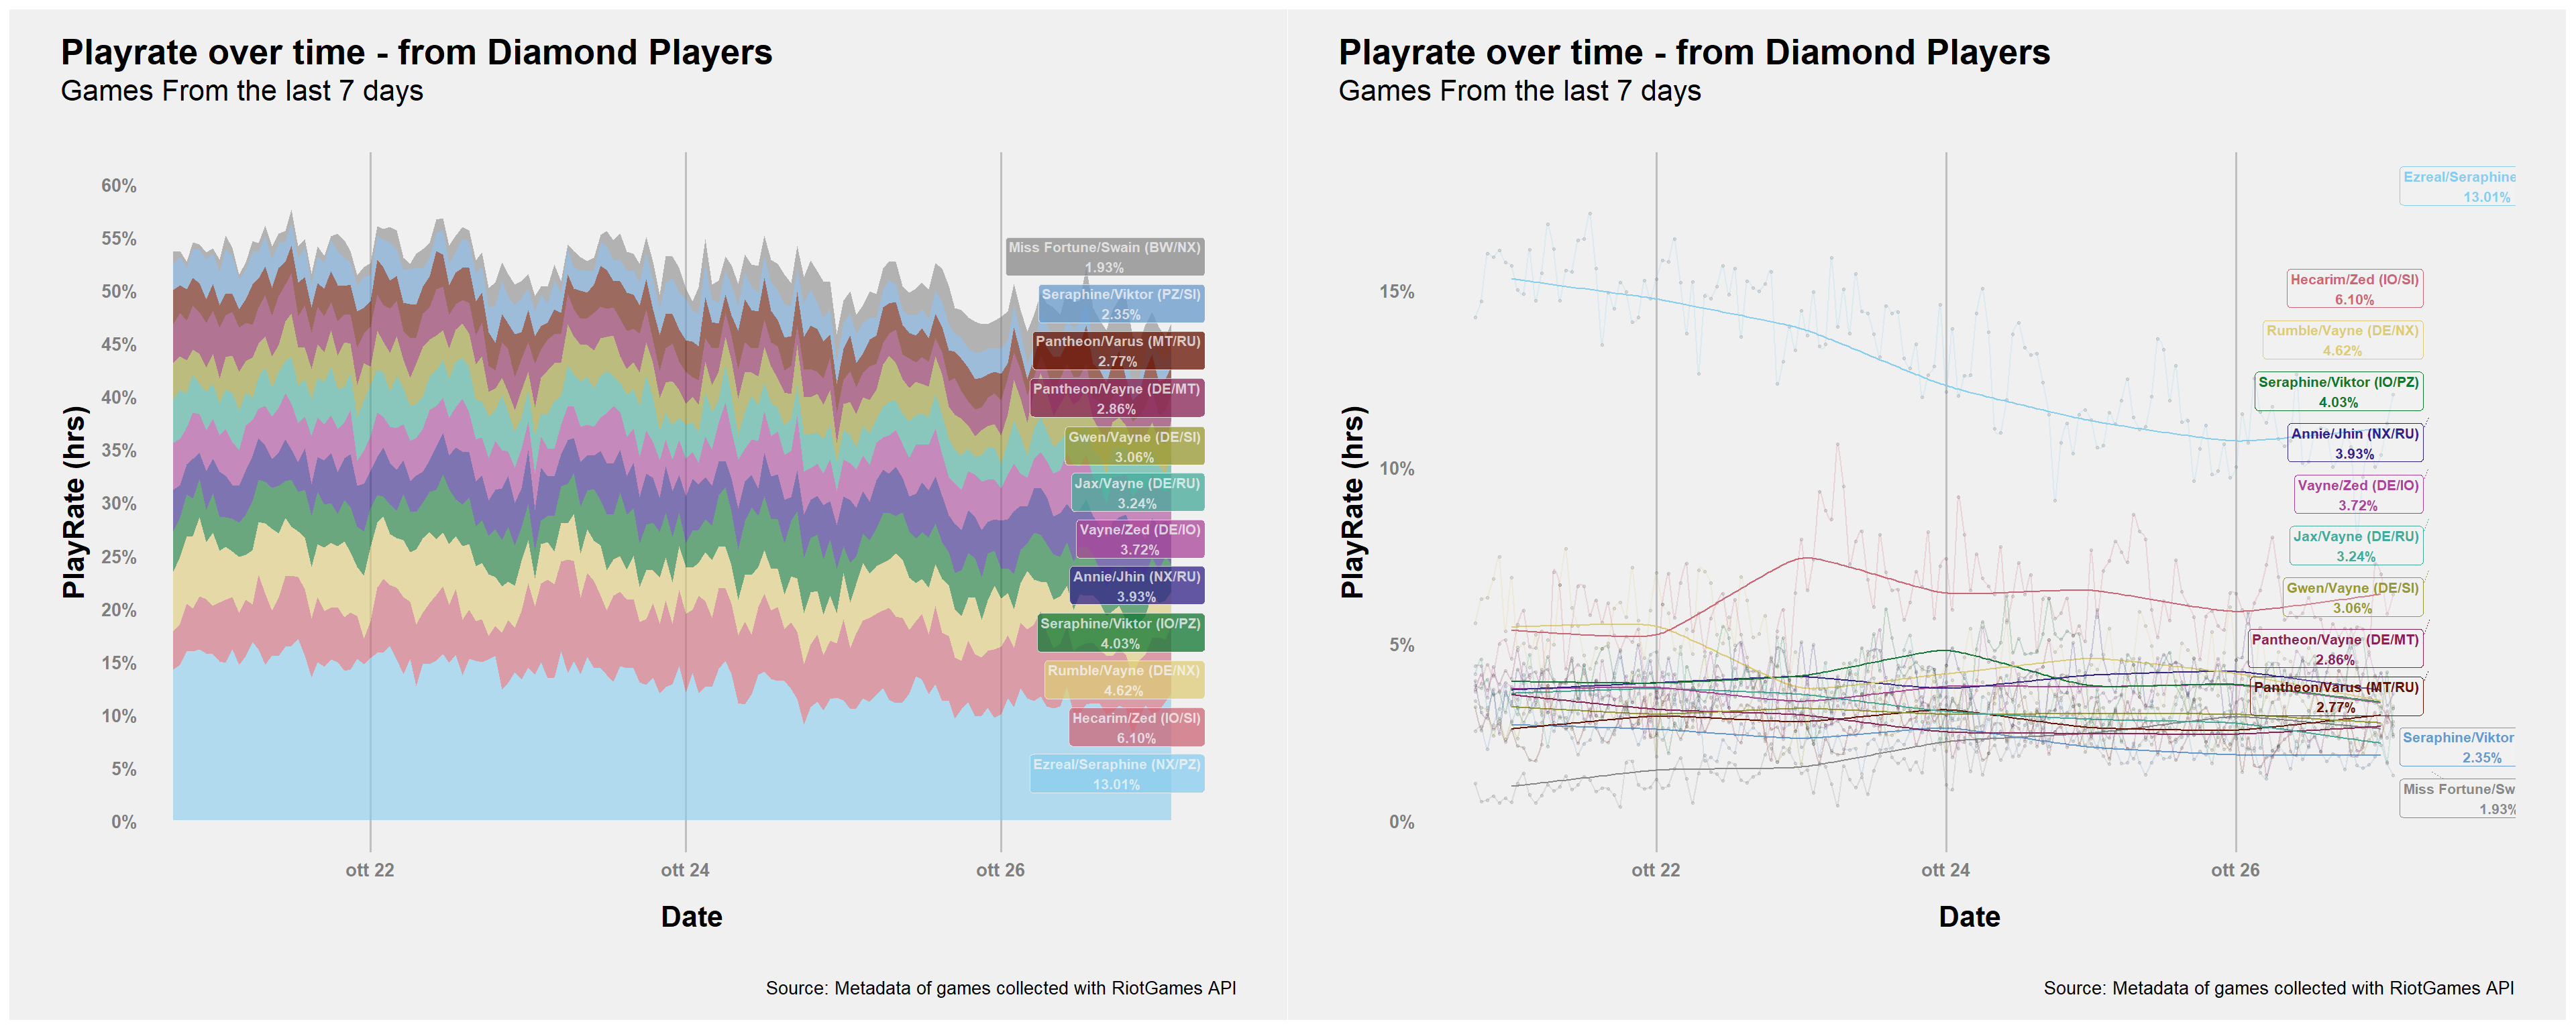 Playrate over time - from Diamond Players
Games From the last 7 days
PlayRate (hrs)
60%
55%
50%
45%
40%
35%
30%
25%
20%
15%
10%
5%
0%
Miss Fortune/Swain (BW/NX)
1.93%
Seraphine/Viktor (PZ/SI)
2.35%
Pantheon/Varus (MT/RU)
2.77%
Pantheon/Vayne (DE/MT)
2.86%
Gwen/Vayne (DE/SI)
3.06%
Jax/Vayne (DE/RU)
3.24%
Vayne/Zed (DE/IO)
3.72%
Annie/Jhin (NX/RU)
3.93%
Seraphine/Viktor (IO/PZ)
4.03%
Rumble/Vayne (DE/NX)
4.62%
Hecarim/Zed (IO/SI)
6.10%
Ezreal/Seraphine (NX/PZ)
13.01%
ott 22
ott 24
ott 26
Date
Source: Metadata of games collected with RiotGames API
Playrate over time - from Diamond Players
Games From the last 7 days
PlayRate (hrs)
15%
10%
5%
0%
Ezreal/Seraphine
13.01%
Hecarim/Zed (IO/SI)
6.10%
Rumble/Vayne (DE/NX)
4.62%
Seraphine/Viktor (IO/PZ)
4.03%
Annie/Jhin (NX/RU)
3.93%
Vayne/Zed (DE/IO)
3.72%
Jax/Vayne (DE/RU)
3.24%
Gwen/Vayne (DE/SI)
3.06%
Pantheon/Vayne (DE/MT)
2.86%
Pantheon/Varus (MT/RU)
2.77%
Seraphine/Viktor
2.35%
Miss Fortune/Sw
1.93%
ott 22
ott 24
ott 26
Date
Source: Metadata of games collected with RiotGames API